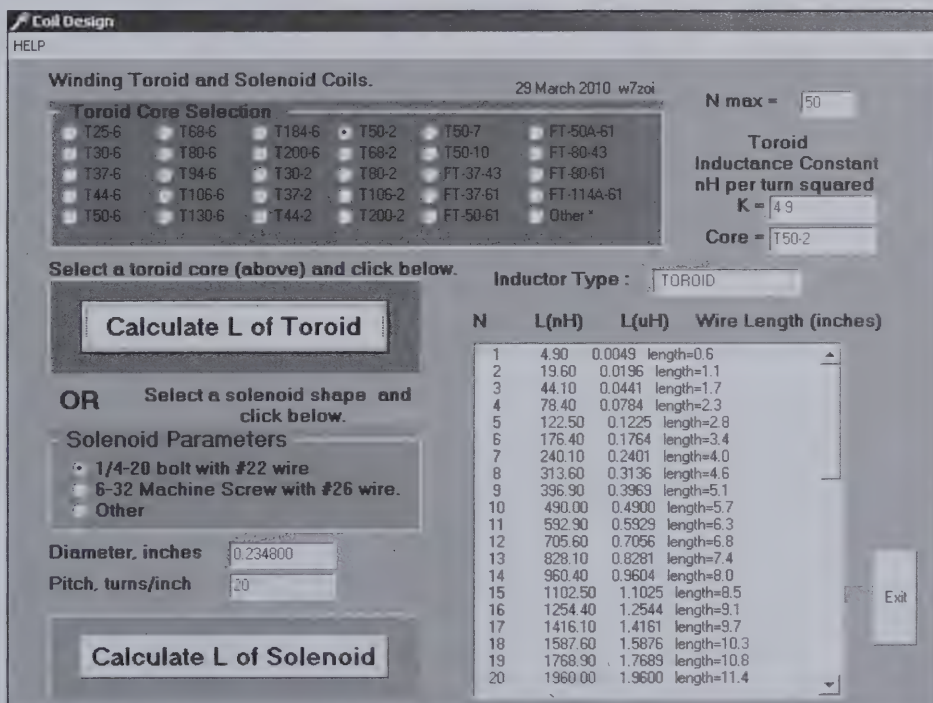 Coil Design
HELP
Winding Toroid and Solenoid Coils.
29 March 2010 w7zoi
Toroid Core Selection
T25-6 T68-6 T184-6 T50-2 T50-7 FT-50A-61
T30-6 T80-6 T200-6 T68-2 T50-10 FT-80-43
T37-6 T94-6 T30-2 T80-2 FT-37-43 FT-80-61
T44-6 T106-6 T37-2 T106-2 FT-37-61 FT-114A-61
T50-6 T130-6 T44-2 T200-2 FT-50-61 Other *
N max = 50
Toroid
Inductance Constant
nH per turn squared
K = 4.9
Core = T50-2
Select a toroid core (above) and click below.
Calculate L of Toroid
OR Select a solenoid shape and
click below.
Solenoid Parameters
1/4-20 bolt with #22 wire
6-32 Machine Screw with #26 wire.
Other
Diameter, inches 0.234800
Pitch, turns/inch 20
Calculate L of Solenoid
Inductor Type : TOROID
N L(nH) L(uH) Wire Length (inches)
1 4.90 0.0049 length=0.6
2 19.60 0.0196 length=1.1
3 44.10 0.0441 length=1.7
4 78.40 0.0784 length=2.3
5 122.50 0.1225 length=2.8
6 176.40 0.1764 length=3.4
7 240.10 0.2401 length=4.0
8 313.60 0.3136 length=4.6
9 396.90 0.3969 length=5.1
10 490.00 0.4900 length=5.7
11 592.90 0.5929 length=6.3
12 705.60 0.7056 length=6.8
13 828.10 0.8281 length=7.4
14 960.40 0.9604 length=8.0
15 1102.50 1.1025 length=8.5
16 1254.40 1.2544 length=9.1
17 1416.10 1.4161 length=9.7
18 1587.60 1.5876 length=10.3
19 1768.90 1.7689 length=10.8
20 1960.00 1.9600 length=11.4
Exit